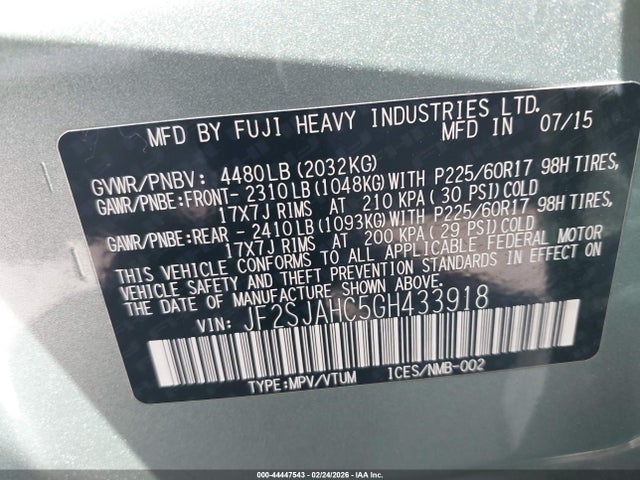 MFD BY FUJI HEAVY INDUSTRIES LTD.
MFD IN 07/15
GVWR/PNBV: 4480LB (2032KG)
GAWR/PNBE:FRONT- 2310LB(1048KG)WITH P225/60R17 98H TIRES,
17X7J RIMS AT 210 KPA ( 30 PSI)COLD
GAWR/PNBE:REAR - 2410LB(1093KG)WITH P225/60R17 98H TIRES,
17X7J RIMS AT 200 KPA ( 29 PSI)COLD
THIS VEHICLE CONFORMS TO ALL APPLICABLE FEDERAL MOTOR
VEHICLE SAFETY AND THEFT PREVENTION STANDARDS IN EFFECT ON
THE DATE OF MANUFACTURE SHOWN ABOVE.
VIN: JF2SJAHC5GH433918
TYPE:MPV/VTUM ICES/NMB-002
000-44447543 - 02/24/2026 - IAA Inc.